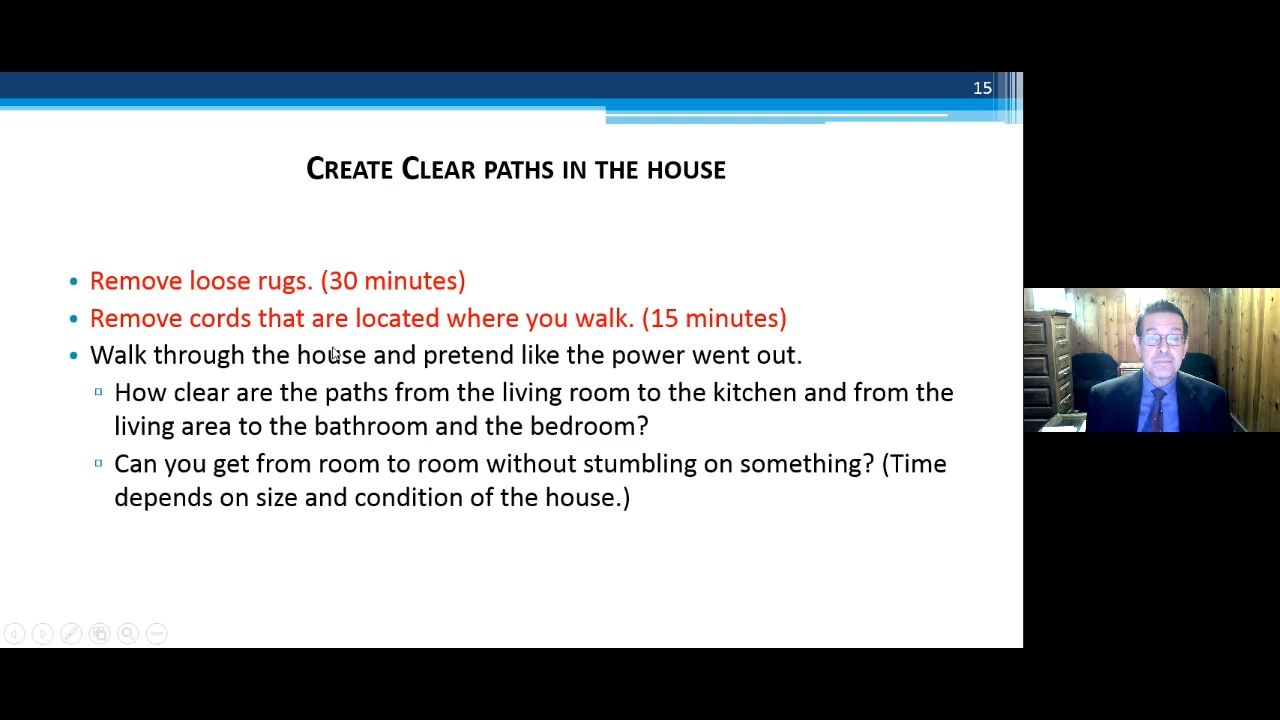 15
CREATE CLEAR PATHS IN THE HOUSE
• Remove loose rugs. (30 minutes)
• Remove cords that are located where you walk. (15 minutes)
• Walk through the house and pretend like the power went out.
▫ How clear are the paths from the living room to the kitchen and from the
living area to the bathroom and the bedroom?
▫ Can you get from room to room without stumbling on something? (Time
depends on size and condition of the house.)